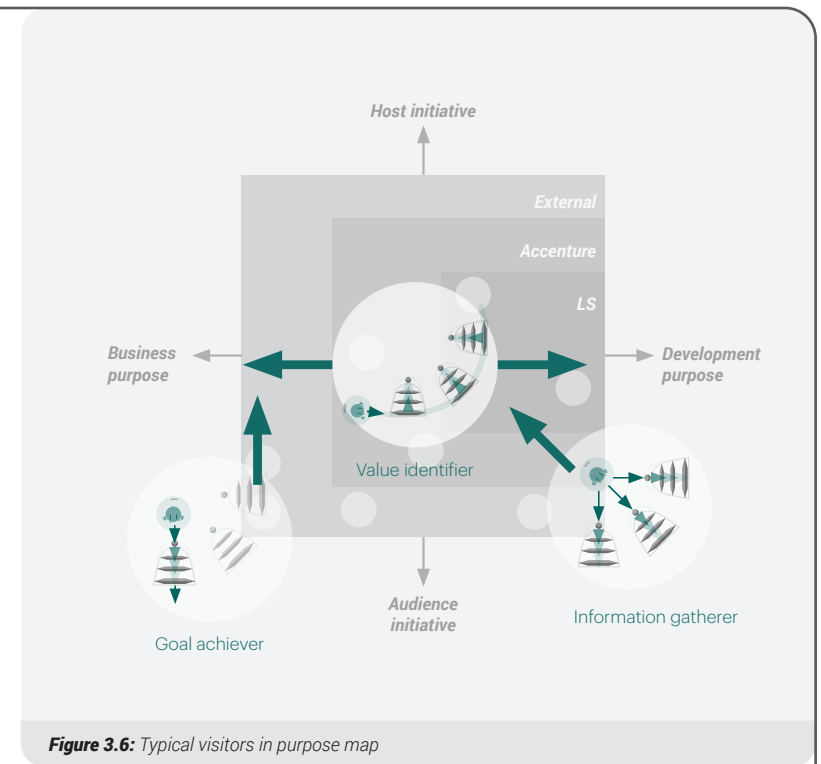 Host initiative
External
Accenture
LS
Business
purpose
Development
purpose
Value identifier
Audience
initiative
Information gatherer
Goal achiever
Figure 3.6: Typical visitors in purpose map